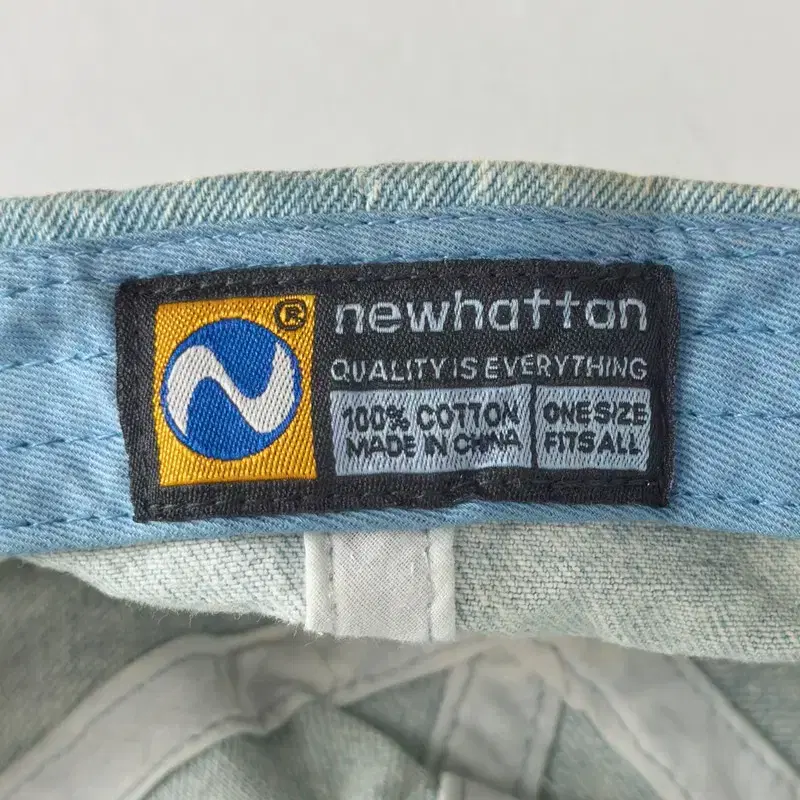 ®
newhattan
QUALITY IS EVERYTHING
100% COTTON
MADE IN CHINA
ONE SIZE
FITS ALL